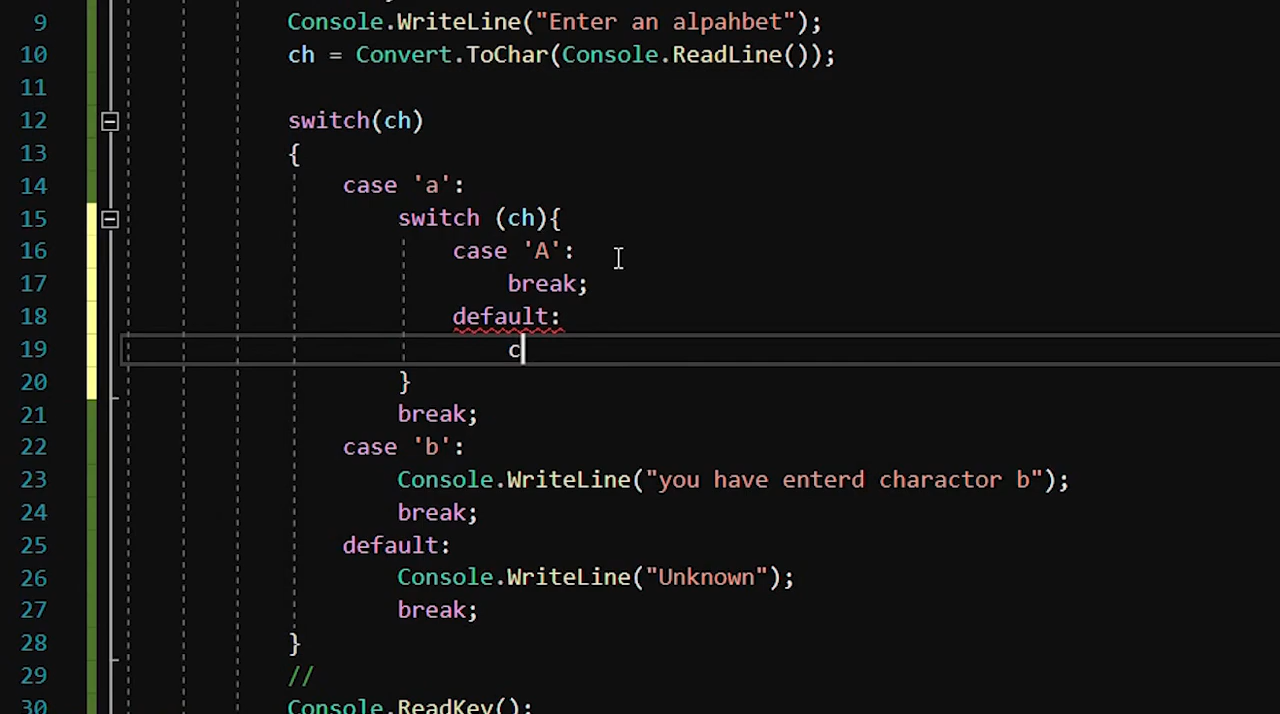 9 Console.WriteLine("Enter an alpahbet");
10 ch = Convert.ToChar(Console.ReadLine());
11
12 switch(ch)
13 {
14 case 'a':
15 switch (ch){
16 case 'A':
17 break;
18 default:
19 c
20 }
21 break;
22 case 'b':
23 Console.WriteLine("you have enterd charactor b");
24 break;
25 default:
26 Console.WriteLine("Unknown");
27 break;
28 }
29 //
30 Console.ReadKey();